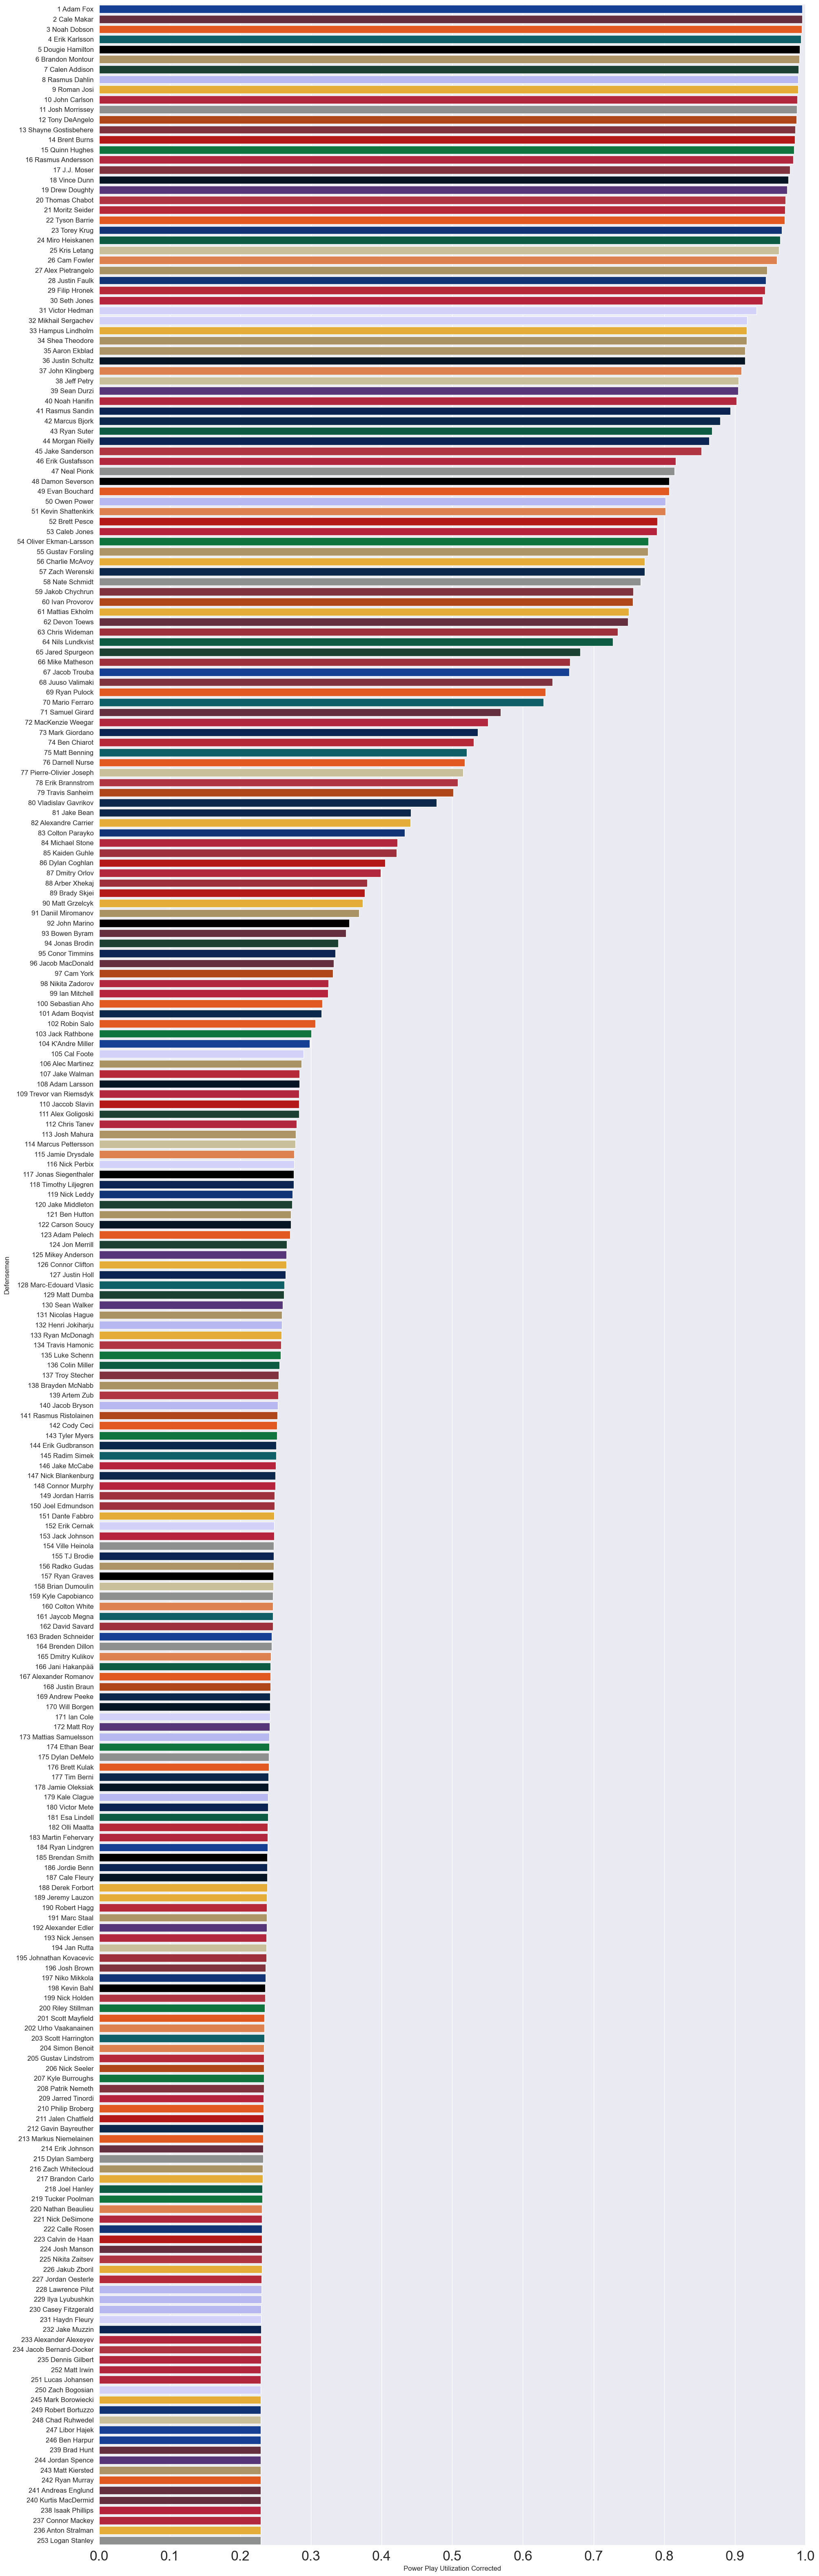 1 Adam Fox
2 Cale Makar
3 Noah Dobson
4 Erik Karlsson
5 Dougie Hamilton
6 Brandon Montour
7 Calen Addison
8 Rasmus Dahlin
9 Roman Josi
10 John Carlson
11 Josh Morrissey
12 Tony DeAngelo
13 Shayne Gostisbehere
14 Brent Burns
15 Quinn Hughes
16 Rasmus Andersson
17 J.J. Moser
18 Vince Dunn
19 Drew Doughty
20 Thomas Chabot
21 Moritz Seider
22 Tyson Barrie
23 Torey Krug
24 Miro Heiskanen
25 Kris Letang
26 Cam Fowler
27 Alex Pietrangelo
28 Justin Faulk
29 Filip Hronek
30 Seth Jones
31 Victor Hedman
32 Mikhail Sergachev
33 Hampus Lindholm
34 Shea Theodore
35 Aaron Ekblad
36 Justin Schultz
37 John Klingberg
38 Jeff Petry
39 Sean Durzi
40 Noah Hanifin
41 Rasmus Sandin
42 Marcus Bjork
43 Ryan Suter
44 Morgan Rielly
45 Jake Sanderson
46 Erik Gustafsson
47 Neal Pionk
48 Damon Severson
49 Evan Bouchard
50 Owen Power
51 Kevin Shattenkirk
52 Brett Pesce
53 Caleb Jones
54 Oliver Ekman-Larsson
55 Gustav Forsling
56 Charlie McAvoy
57 Zach Werenski
58 Nate Schmidt
59 Jakob Chychrun
60 Ivan Provorov
61 Mattias Ekholm
62 Devon Toews
63 Chris Wideman
64 Nils Lundkvist
65 Jared Spurgeon
66 Mike Matheson
67 Jacob Trouba
68 Juuso Valimaki
69 Ryan Pulock
70 Mario Ferraro
71 Samuel Girard
72 MacKenzie Weegar
73 Mark Giordano
74 Ben Chiarot
75 Matt Benning
76 Darnell Nurse
77 Pierre-Olivier Joseph
78 Erik Brannstrom
79 Travis Sanheim
80 Vladislav Gavrikov
81 Jake Bean
82 Alexandre Carrier
83 Colton Parayko
84 Michael Stone
85 Kaiden Guhle
86 Dylan Coghlan
87 Dmitry Orlov
88 Arber Xhekaj
89 Brady Skjei
90 Matt Grzelcyk
91 Daniil Miromanov
92 John Marino
93 Bowen Byram
94 Jonas Brodin
95 Conor Timmins
96 Jacob MacDonald
97 Cam York
98 Nikita Zadorov
99 Ian Mitchell
100 Sebastian Aho
101 Adam Boqvist
102 Robin Salo
103 Jack Rathbone
104 K'Andre Miller
105 Cal Foote
106 Alec Martinez
107 Jake Walman
108 Adam Larsson
109 Trevor van Riemsdyk
110 Jaccob Slavin
111 Alex Goligoski
112 Chris Tanev
113 Josh Mahura
114 Marcus Pettersson
115 Jamie Drysdale
116 Nick Perbix
117 Jonas Siegenthaler
118 Timothy Liljegren
119 Nick Leddy
120 Jake Middleton
121 Ben Hutton
122 Carson Soucy
123 Adam Pelech
124 Jon Merrill
125 Mikey Anderson
126 Connor Clifton
127 Justin Holl
128 Marc-Edouard Vlasic
129 Matt Dumba
130 Sean Walker
131 Nicolas Hague
132 Henri Jokiharju
133 Ryan McDonagh
134 Travis Hamonic
135 Luke Schenn
136 Colin Miller
137 Troy Stecher
138 Brayden McNabb
139 Artem Zub
140 Jacob Bryson
141 Rasmus Ristolainen
142 Cody Ceci
143 Tyler Myers
144 Erik Gudbranson
145 Radim Simek
146 Jake McCabe
147 Nick Blankenburg
148 Connor Murphy
149 Jordan Harris
150 Joel Edmundson
151 Dante Fabbro
152 Erik Cernak
153 Jack Johnson
154 Ville Heinola
155 TJ Brodie
156 Radko Gudas
157 Ryan Graves
158 Brian Dumoulin
159 Kyle Capobianco
160 Colton White
161 Jaycob Megna
162 David Savard
163 Braden Schneider
164 Brenden Dillon
165 Dmitry Kulikov
166 Jani Hakanpää
167 Alexander Romanov
168 Justin Braun
169 Andrew Peeke
170 Will Borgen
171 Ian Cole
172 Matt Roy
173 Mattias Samuelsson
174 Ethan Bear
175 Dylan DeMelo
176 Brett Kulak
177 Tim Berni
178 Jamie Oleksiak
179 Kale Clague
180 Victor Mete
181 Esa Lindell
182 Olli Maatta
183 Martin Fehervary
184 Ryan Lindgren
185 Brendan Smith
186 Jordie Benn
187 Cale Fleury
188 Derek Forbort
189 Jeremy Lauzon
190 Robert Hagg
191 Marc Staal
192 Alexander Edler
193 Nick Jensen
194 Jan Rutta
195 Johnathan Kovacevic
196 Josh Brown
197 Niko Mikkola
198 Kevin Bahl
199 Nick Holden
200 Riley Stillman
201 Scott Mayfield
202 Urho Vaakanainen
203 Scott Harrington
204 Simon Benoit
205 Gustav Lindstrom
206 Nick Seeler
207 Kyle Burroughs
208 Patrik Nemeth
209 Jarred Tinordi
210 Philip Broberg
211 Jalen Chatfield
212 Gavin Bayreuther
213 Markus Niemelainen
214 Erik Johnson
215 Dylan Samberg
216 Zach Whitecloud
217 Brandon Carlo
218 Joel Hanley
219 Tucker Poolman
220 Nathan Beaulieu
221 Nick DeSimone
222 Calle Rosen
223 Calvin de Haan
224 Josh Manson
225 Nikita Zaitsev
226 Jakub Zboril
227 Jordan Oesterle
228 Lawrence Pilut
229 Ilya Lyubushkin
230 Casey Fitzgerald
231 Haydn Fleury
232 Jake Muzzin
233 Alexander Alexeyev
234 Jacob Bernard-Docker
235 Dennis Gilbert
252 Matt Irwin
251 Lucas Johansen
250 Zach Bogosian
245 Mark Borowiecki
249 Robert Bortuzzo
248 Chad Ruhwedel
247 Libor Hajek
246 Ben Harpur
239 Brad Hunt
244 Jordan Spence
243 Matt Kiersted
242 Ryan Murray
241 Andreas Englund
240 Kurtis MacDermid
238 Isaak Phillips
237 Connor Mackey
236 Anton Stralman
253 Logan Stanley
Defensemen
0.0 0.1 0.2 0.3 0.4 0.5 0.6 0.7 0.8 0.9 1.0
Power Play Utilization Corrected